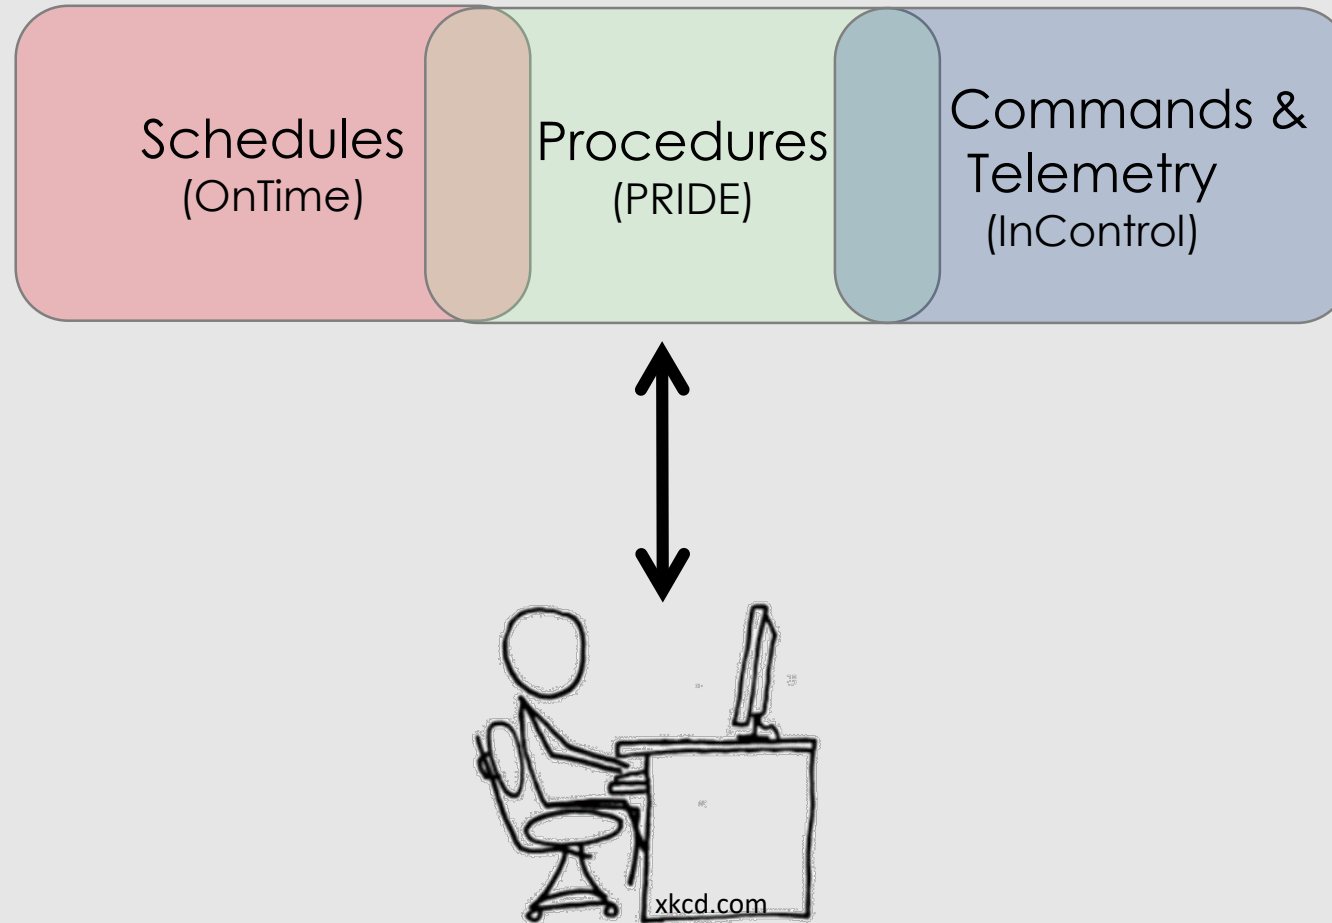 Schedules
(OnTime)
Procedures
(PRIDE)
Commands &
Telemetry
(InControl)
xkcd.com